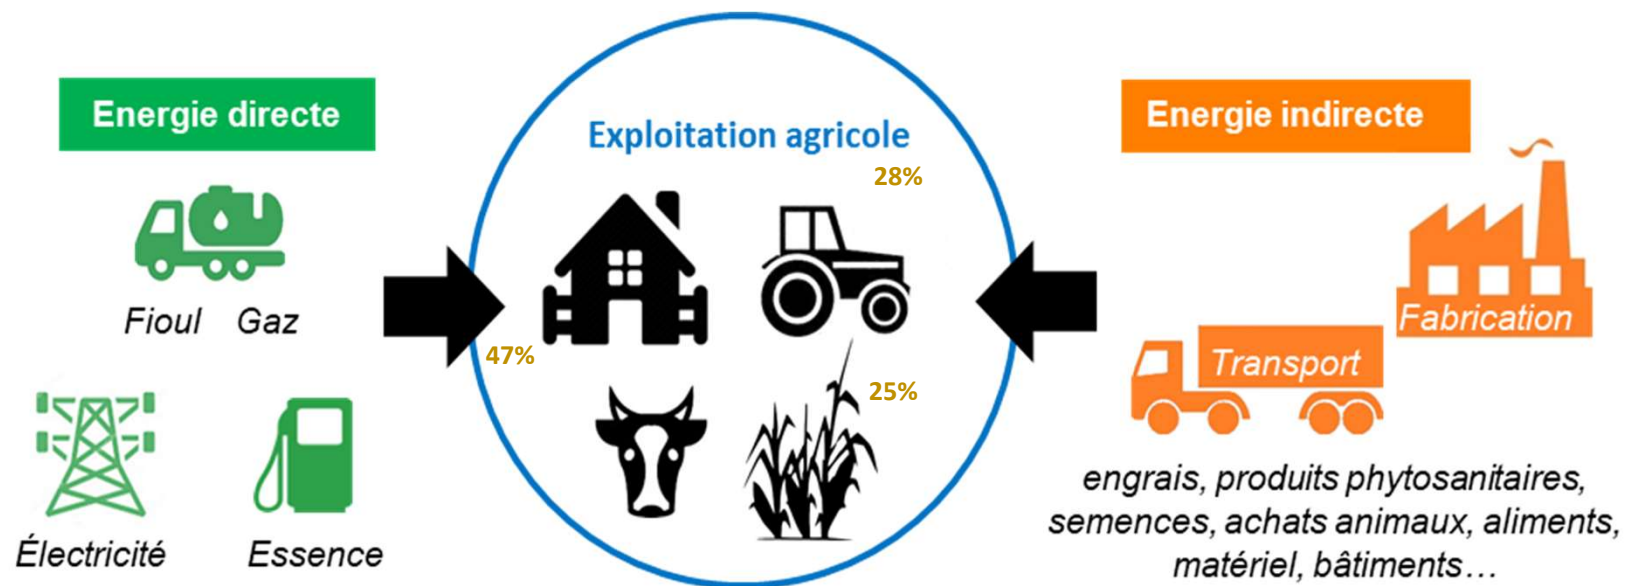 Energie directe
Fioul Gaz
Électricité
Essence
Exploitation agricole
28%
47%
25%
Energie indirecte
Fabrication
Transport
engrais, produits phytosanitaires,
semences, achats animaux, aliments,
matériel, bâtiments…